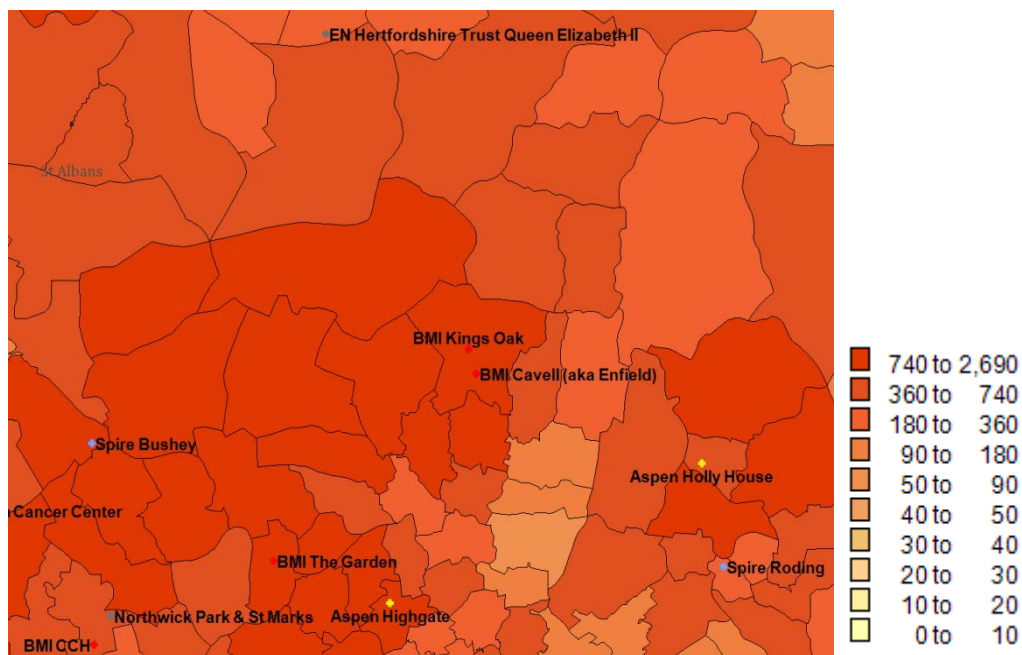 EN Hertfordshire Trust Queen Elizabeth II
St Albans
BMI Kings Oak
BMI Cavell (aka Enfield)
Spire Bushey
Aspen Holly House
Cancer Center
BMI The Garden
Spire Roding
Northwick Park & St Marks
Aspen Highgate
BMI CCH
740 to 2,690
360 to 740
180 to 360
90 to 180
50 to 90
40 to 50
30 to 40
20 to 30
10 to 20
0 to 10